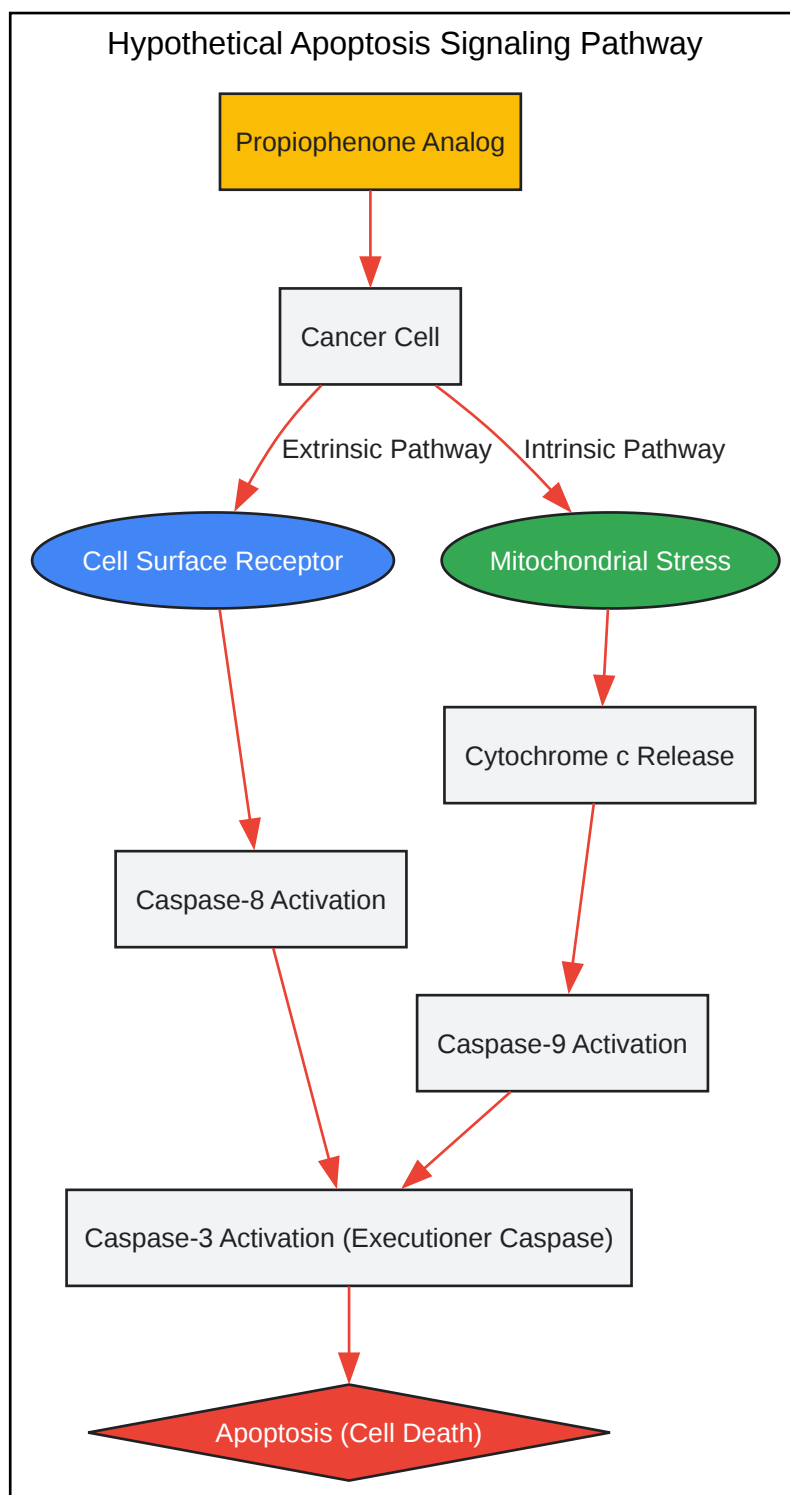 Hypothetical Apoptosis Signaling Pathway
Propiophenone Analog
Cancer Cell
Extrinsic Pathway
Intrinsic Pathway
Cell Surface Receptor
Mitochondrial Stress
Cytochrome c Release
Caspase-8 Activation
Caspase-9 Activation
Caspase-3 Activation (Executioner Caspase)
Apoptosis (Cell Death)